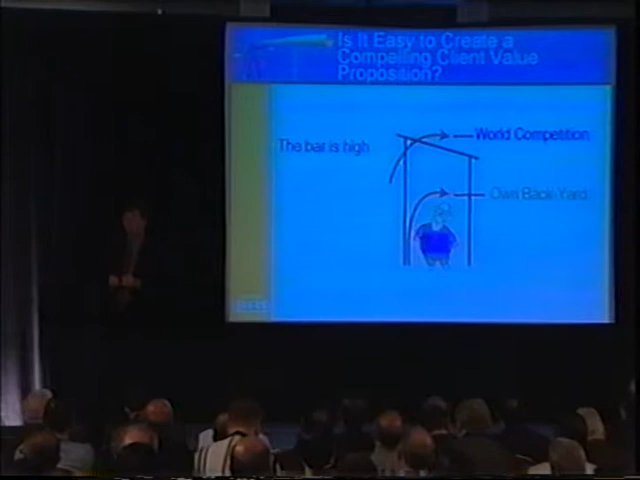 Is It Easy to Create a
Compelling Client Value
Proposition?
The bar is high
World Competition
Own Back-Yard